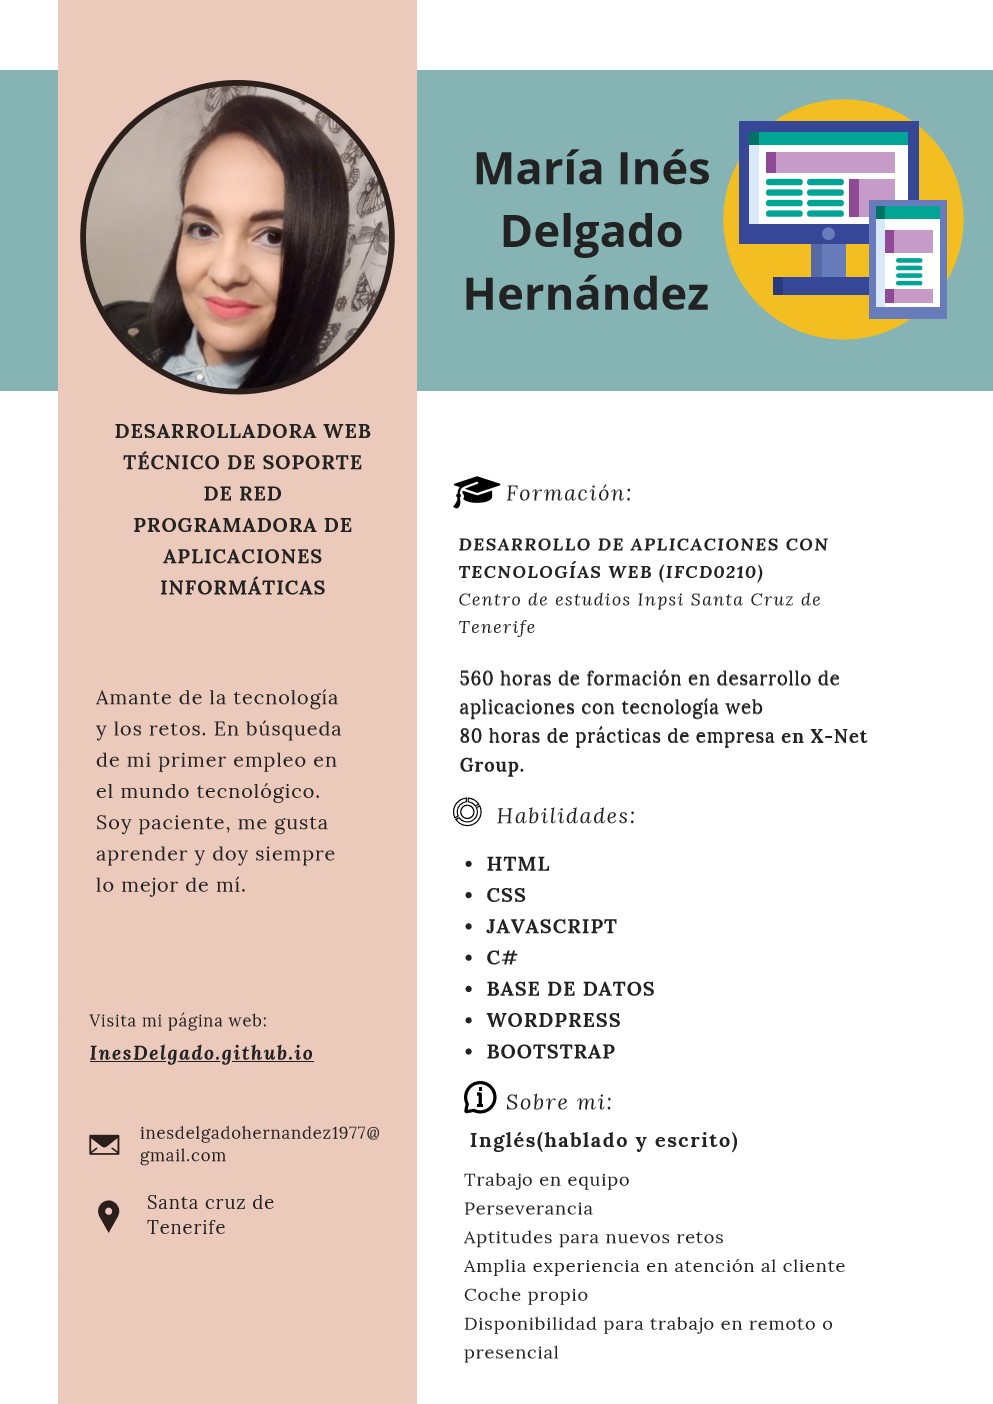 María Inés
Delgado
Hernández
DESARROLLADORA WEB
TÉCNICO DE SOPORTE
DE RED
PROGRAMADORA DE
APLICACIONES
INFORMÁTICAS
Amante de la tecnología
y los retos. En búsqueda
de mi primer empleo en
el mundo tecnológico.
Soy paciente, me gusta
aprender y doy siempre
lo mejor de mí.
Visita mi página web:
InesDelgado.github.io
inesdelgadohernandez1977@
gmail.com
Santa cruz de
Tenerife
Formación:
DESARROLLO DE APLICACIONES CON
TECNOLOGÍAS WEB (IFCD0210)
Centro de estudios Inpsi Santa Cruz de
Tenerife
560 horas de formación en desarrollo de
aplicaciones con tecnología web
80 horas de prácticas de empresa en X-Net
Group.
Habilidades:
• HTML
• CSS
• JAVASCRIPT
• C#
• BASE DE DATOS
• WORDPRESS
• BOOTSTRAP
Sobre mi:
Inglés(hablado y escrito)
Trabajo en equipo
Perseverancia
Aptitudes para nuevos retos
Amplia experiencia en atención al cliente
Coche propio
Disponibilidad para trabajo en remoto o
presencial